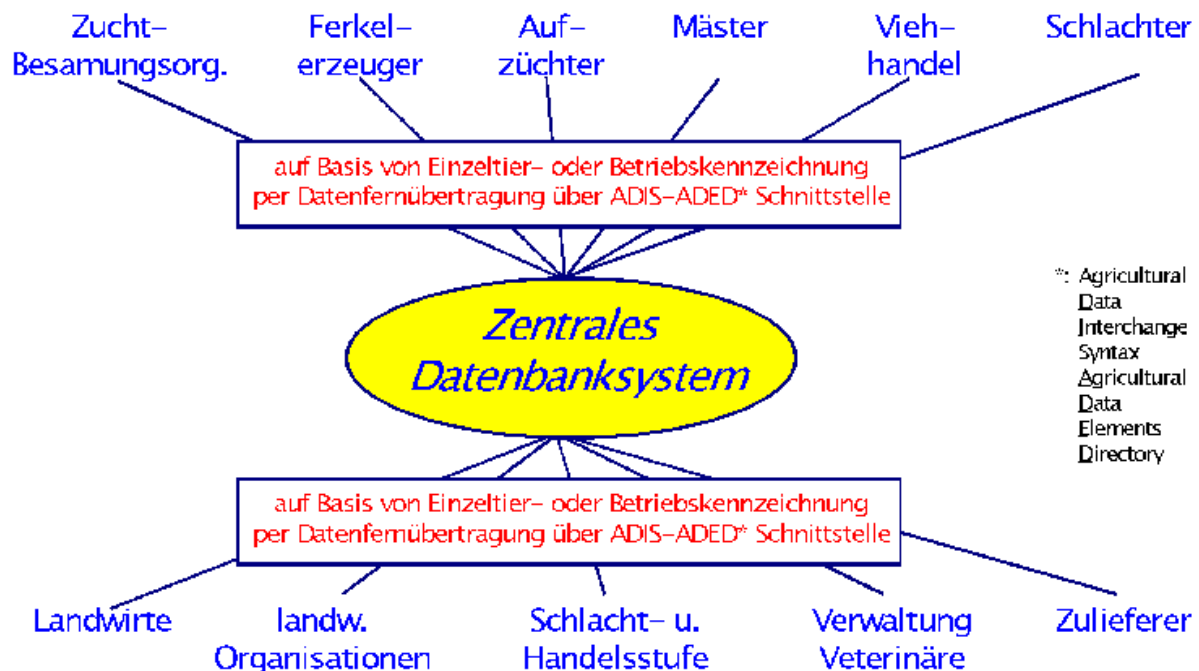 Zucht-
Besamungsorg.
Ferkel-
erzeuger
Auf-
züchter
Mäster
Vieh-
handel
Schlachter
auf Basis von Einzeltier- oder Betriebskennzeichnung
per Datenfernübertragung über ADIS-ADED* Schnittstelle
Zentrales
Datenbanksystem
*: Agricultural
Data
Interchange
Syntax
Agricultural
Data
Elements
Directory
auf Basis von Einzeltier- oder Betriebskennzeichnung
per Datenfernübertragung über ADIS-ADED* Schnittstelle
Landwirte
landw.
Organisationen
Schlacht- u.
Handelsstufe
Verwaltung
Veterinäre
Zulieferer